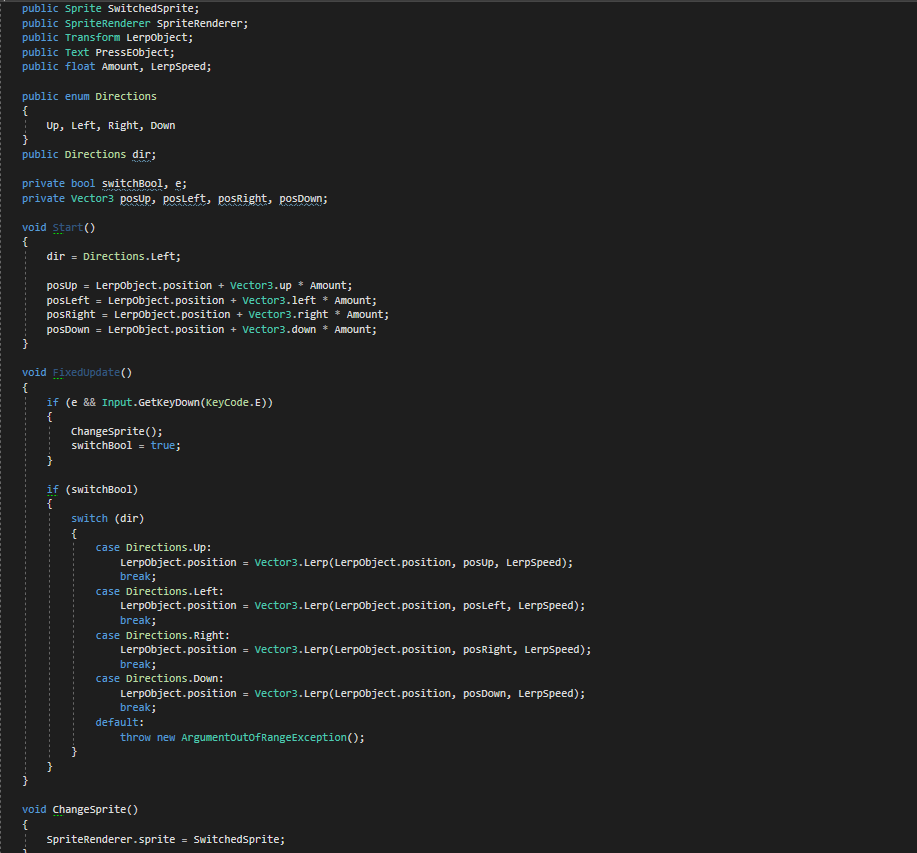 public Sprite SwitchedSprite;
public SpriteRenderer SpriteRenderer;
public Transform LerpObject;
public Text PressEObject;
public float Amount, LerpSpeed;
public enum Directions
{
Up, Left, Right, Down
}
public Directions dir;
private bool switchBool, e;
private Vector3 posUp, posLeft, posRight, posDown;
void Start()
{
dir = Directions.Left;
posUp = LerpObject.position + Vector3.up * Amount;
posLeft = LerpObject.position + Vector3.left * Amount;
posRight = LerpObject.position + Vector3.right * Amount;
posDown = LerpObject.position + Vector3.down * Amount;
}
void FixedUpdate()
{
if (e && Input.GetKeyDown(KeyCode.E))
{
ChangeSprite();
switchBool = true;
}
if (switchBool)
{
switch (dir)
{
case Directions.Up:
LerpObject.position = Vector3.Lerp(LerpObject.position, posUp, LerpSpeed);
break;
case Directions.Left:
LerpObject.position = Vector3.Lerp(LerpObject.position, posLeft, LerpSpeed);
break;
case Directions.Right:
LerpObject.position = Vector3.Lerp(LerpObject.position, posRight, LerpSpeed);
break;
case Directions.Down:
LerpObject.position = Vector3.Lerp(LerpObject.position, posDown, LerpSpeed);
break;
default:
throw new ArgumentOutOfRangeException();
}
}
}
void ChangeSprite()
{
SpriteRenderer.sprite = SwitchedSprite;
}